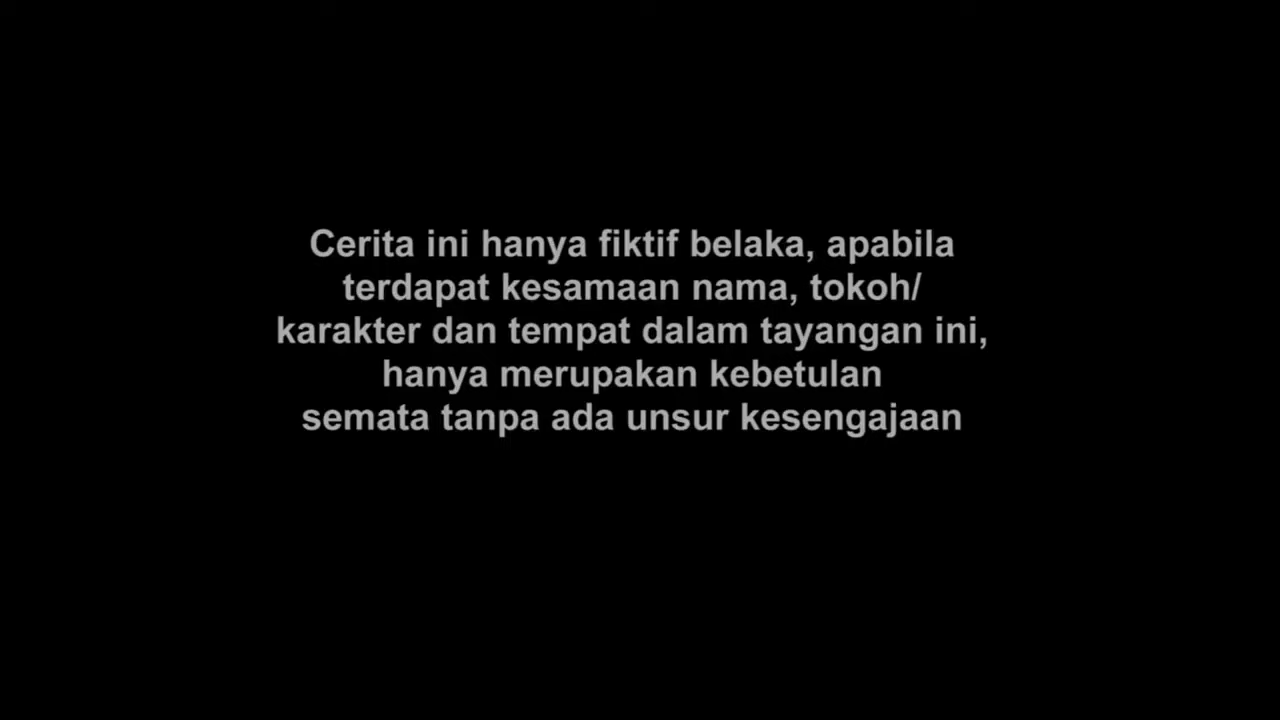 Cerita ini hanya fiktif belaka, apabila
terdapat kesamaan nama, tokoh/
karakter dan tempat dalam tayangan ini,
hanya merupakan kebetulan
semata tanpa ada unsur kesengajaan